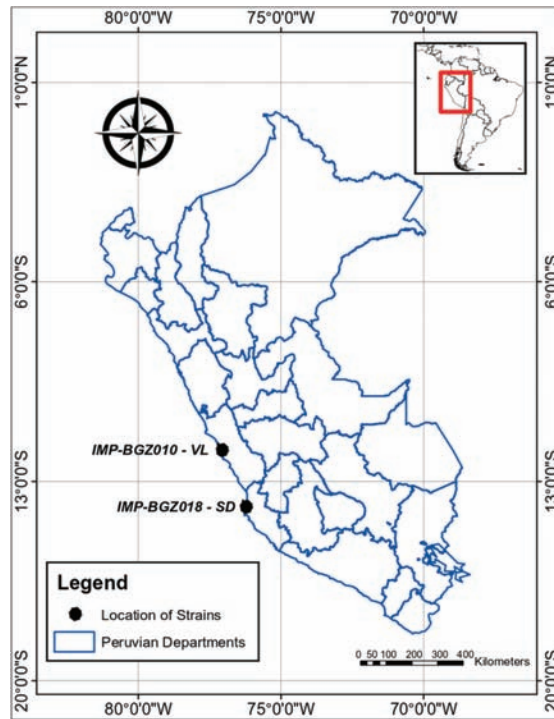 80°0'0"W 75°0'0"W 70°0'0"W
1°0'0"N 1°0'0"N
6°0'0"S 6°0'0"S
IMP-BGZ010 - VL
13°0'0"S 13°0'0"S
IMP-BGZ018 - SD
Legend
Location of Strains
Peruvian Departments
0 50 100 200 300 400
Kilometers
20°0'0"S 20°0'0"S
80°0'0"W 75°0'0"W 70°0'0"W